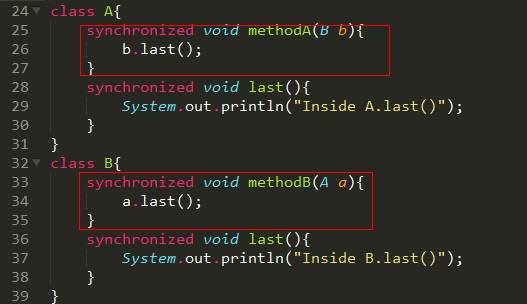 24 class A{
25 synchronized void methodA(B b){
26 b.last();
27 }
28 synchronized void last(){
29 System.out.println("Inside A.last()");
30 }
31 }
32 class B{
33 synchronized void methodB(A a){
34 a.last();
35 }
36 synchronized void last(){
37 System.out.println("Inside B.last()");
38 }
39 }